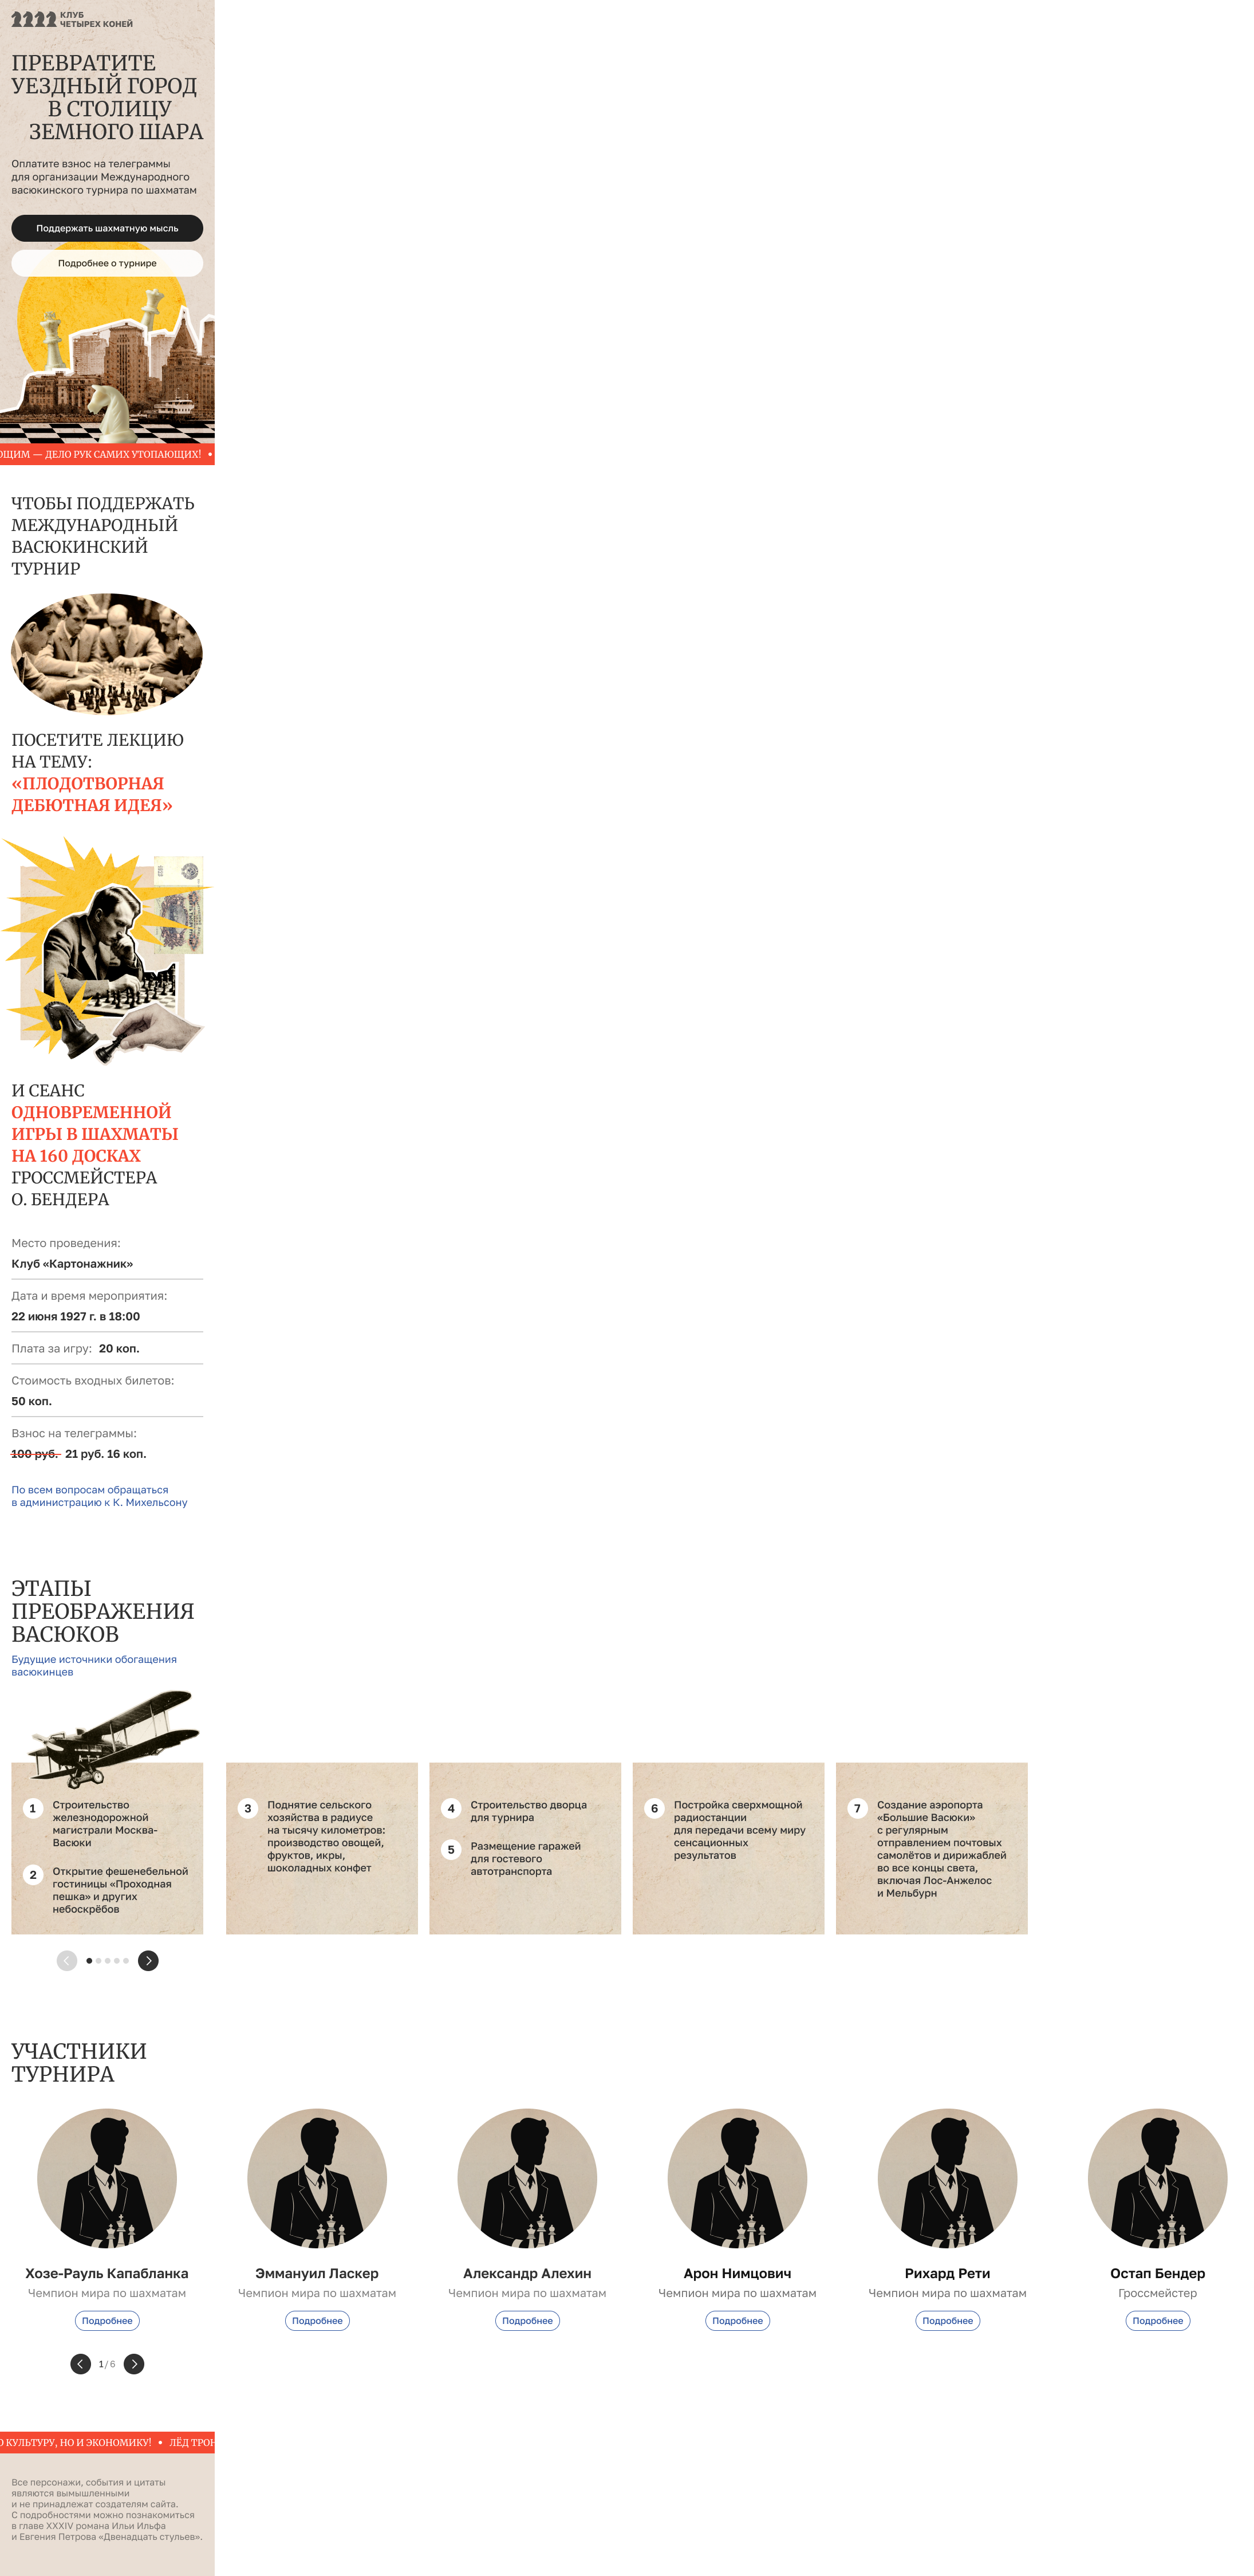 КЛУБ
ЧЕТЫРЕХ КОНЕЙ
ПРЕВРАТИТЕ
УЕЗДНЫЙ ГОРОД
В СТОЛИЦУ
ЗЕМНОГО ШАРА
Оплатите взнос на телеграммы
для организации Международного
васюкинского турнира по шахматам
Поддержать шахматную мысль
Подробнее о турнире
ОЩИМ — ДЕЛО РУК САМИХ УТОПАЮЩИХ! •
ЧТОБЫ ПОДДЕРЖАТЬ
МЕЖДУНАРОДНЫЙ
ВАСЮКИНСКИЙ
ТУРНИР
ПОСЕТИТЕ ЛЕКЦИЮ
НА ТЕМУ:
«ПЛОДОТВОРНАЯ
ДЕБЮТНАЯ ИДЕЯ»
И СЕАНС
ОДНОВРЕМЕННОЙ
ИГРЫ В ШАХМАТЫ
НА 160 ДОСКАХ
ГРОССМЕЙСТЕРА
О. БЕНДЕРА
Место проведения:
Клуб «Картонажник»
Дата и время мероприятия:
22 июня 1927 г. в 18:00
Плата за игру: 20 коп.
Стоимость входных билетов:
50 коп.
Взнос на телеграммы:
100 руб. 21 руб. 16 коп.
По всем вопросам обращаться
в администрацию к К. Михельсону
ЭТАПЫ
ПРЕОБРАЖЕНИЯ
ВАСЮКОВ
Будущие источники обогащения
васюкинцев
1
Строительство
железнодорожной
магистрали Москва-
Васюки
2
Открытие фешенебельной
гостиницы «Проходная
пешка» и других
небоскрёбов
3
Поднятие сельского
хозяйства в радиусе
на тысячу километров:
производство овощей,
фруктов, икры,
шоколадных конфет
4
Строительство дворца
для турнира
5
Размещение гаражей
для гостевого
автотранспорта
6
Постройка сверхмощной
радиостанции
для передачи всему миру
сенсационных
результатов
7
Создание аэропорта
«Большие Васюки»
с регулярным
отправлением почтовых
самолётов и дирижаблей
во все концы света,
включая Лос-Анжелос
и Мельбурн
УЧАСТНИКИ
ТУРНИРА
Хозе-Рауль Капабланка
Чемпион мира по шахматам
Подробнее
Эммануил Ласкер
Чемпион мира по шахматам
Подробнее
Александр Алехин
Чемпион мира по шахматам
Подробнее
Арон Нимцович
Чемпион мира по шахматам
Подробнее
Рихард Рети
Чемпион мира по шахматам
Подробнее
Остап Бендер
Гроссмейстер
Подробнее
1 / 6
О КУЛЬТУРУ, НО И ЭКОНОМИКУ! • ЛЁД ТРОН
Все персонажи, события и цитаты
являются вымышленными
и не принадлежат создателям сайта.
С подробностями можно познакомиться
в главе XXXIV романа Ильи Ильфа
и Евгения Петрова «Двенадцать стульев».